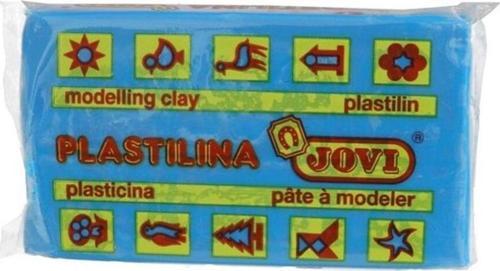 modelling clay plastilin
PLASTILINA JOVI ®
plasticina pâte à modeler